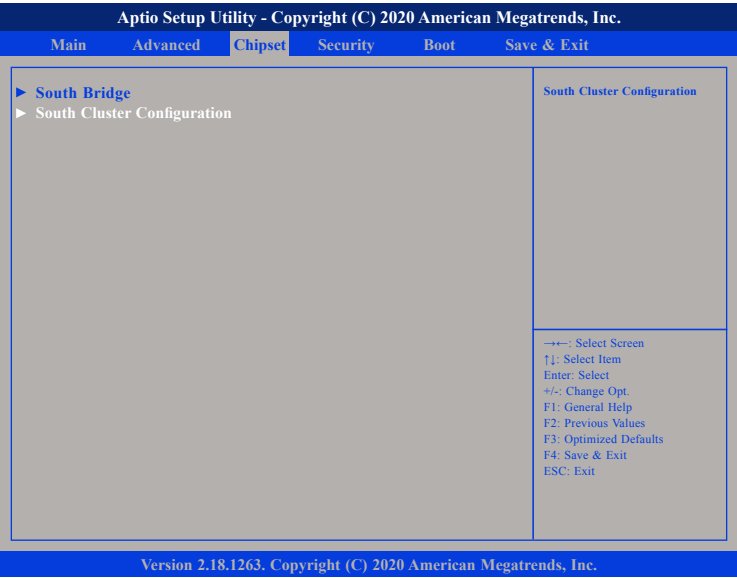 Aptio Setup Utility - Copyright (C) 2020 American Megatrends, Inc.
Main Advanced Chipset Security Boot Save & Exit
► South Bridge
► South Cluster Configuration
South Cluster Configuration
→←: Select Screen
↑↓: Select Item
Enter: Select
+/-: Change Opt.
F1: General Help
F2: Previous Values
F3: Optimized Defaults
F4: Save & Exit
ESC: Exit
Version 2.18.1263. Copyright (C) 2020 American Megatrends, Inc.